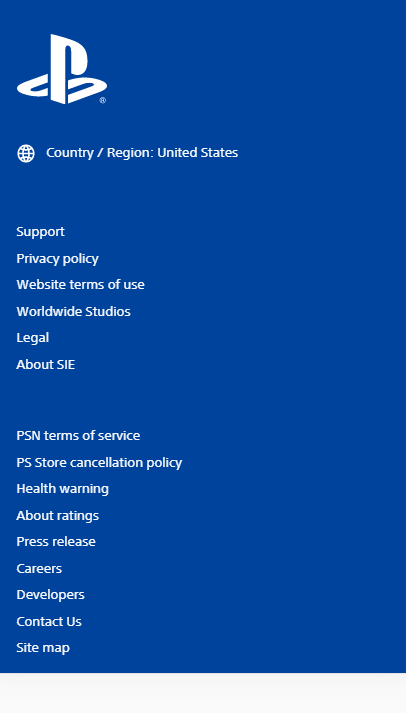 ®
Country / Region: United States
Support
Privacy policy
Website terms of use
Worldwide Studios
Legal
About SIE
PSN terms of service
PS Store cancellation policy
Health warning
About ratings
Press release
Careers
Developers
Contact Us
Site map